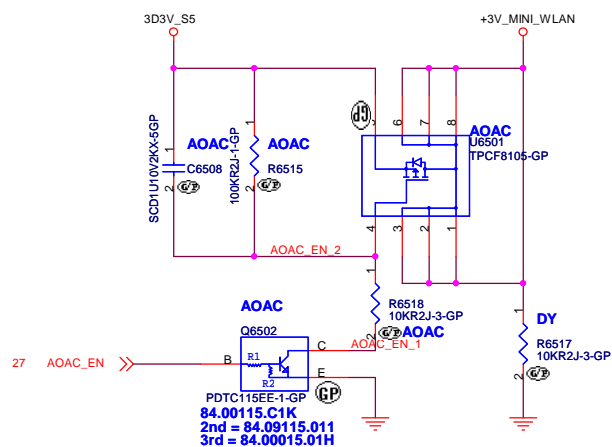 3D3V_S5
+3V_MINI_WLAN
GP
5
6
7
8
AOAC
U6501
TPCF8105-GP
1
AOAC
C6508
2
G/P
SCD1U10V2KX-5GP
1
AOAC
R6515
2
G/P
100KR2J-1-GP
4
3
2
1
AOAC_EN_2
1
R6518
10KR2J-3-GP
2
G/P
AOAC
AOAC_EN_1
1
DY
R6517
10KR2J-3-GP
2
G/P
AOAC
Q6502
27
AOAC_EN
B
R1
R2
C
E
GP
PDTC115EE-1-GP
84.00115.C1K
2nd = 84.09115.011
3rd = 84.00015.01H